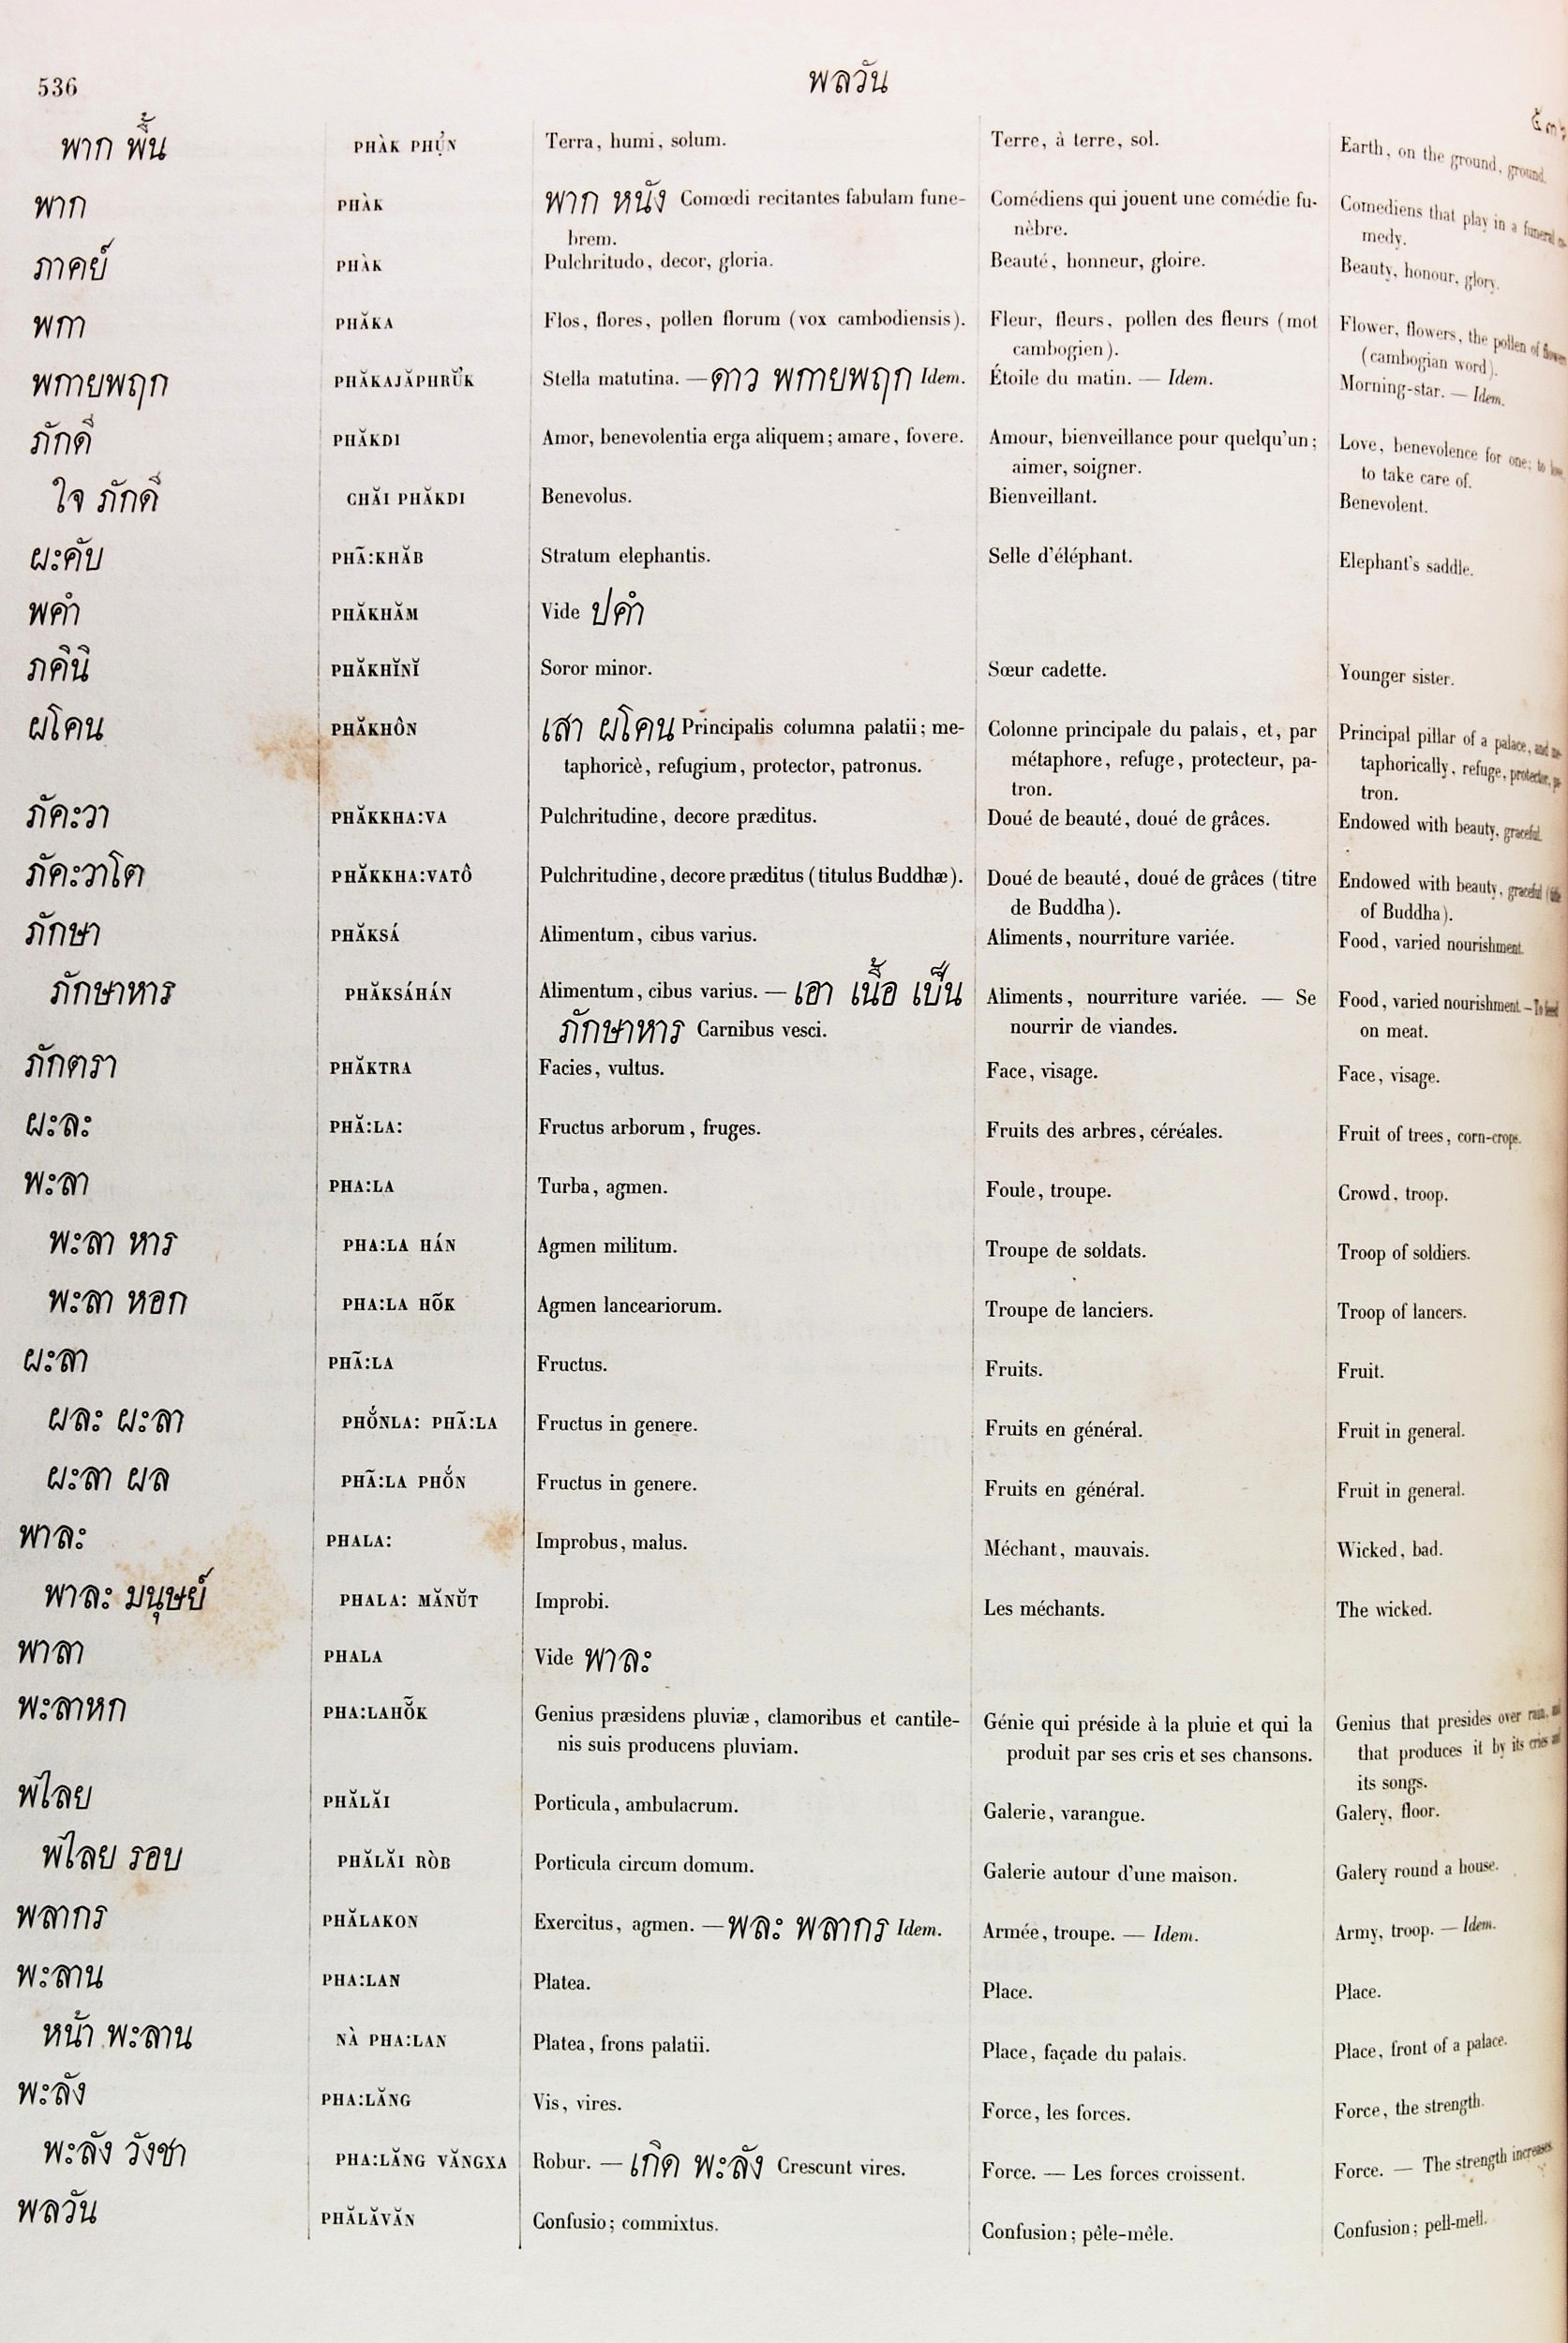 536
พลวัน
๕๓๖
พาก พื้น PHÀK PHỤ̉N Terra, humi, solum. Terre, à terre, sol. Earth, on the ground, ground.
พาก PHÀK พาก หนัง Comœdi recitantes fabulam fune- Comédiens qui jouent une comédie fu- Comediens that play in a funeral co-
brem. nèbre. medy.
ภาคย์ PHÀK Pulchritudo, decor, gloria. Beauté, honneur, gloire. Beauty, honour, glory.
พกา PHĂKA Flos, flores, pollen florum (vox cambodiensis). Fleur, fleurs, pollen des fleurs (mot Flower, flowers, the pollen of flowers
cambogien). (cambogian word).
พกายพฤก PHĂKAJĂPHRŬ̉K Stella matutina. — ดาว พกายพฤก Idem. Étoile du matin. — Idem. Morning-star. — Idem.
ภักดี PHĂKDI Amor, benevolentia erga aliquem; amare, fovere. Amour, bienveillance pour quelqu'un; Love, benevolence for one; to love,
aimer, soigner. to take care of.
ใจ ภักดี CHĂI PHĂKDI Benevolus. Bienveillant. Benevolent.
ผะคับ PHÃ:KHĂB Stratum elephantis. Selle d'éléphant. Elephant's saddle.
พคำ PHĂKHĂM Vide ปคำ
ภคินิ PHĂKHĬNĬ Soror minor. Sœur cadette. Younger sister.
ผโคน PHĂKHÔN เสา ผโคน Principalis columna palatii; me- Colonne principale du palais, et, par Principal pillar of a palace, and me-
taphoricè, refugium, protector, patronus. métaphore, refuge, protecteur, pa- taphorically, refuge, protector, pa-
tron. tron.
ภัคะวา PHĂKKHA:VA Pulchritudine, decore præditus. Doué de beauté, doué de grâces. Endowed with beauty, graceful.
ภัคะวาโต PHĂKKHA:VATÔ Pulchritudine, decore præditus (titulus Buddhæ). Doué de beauté, doué de grâces (titre Endowed with beauty, graceful (title
de Buddha). of Buddha).
ภักษา PHĂKSÁ Alimentum, cibus varius. Aliments, nourriture variée. Food, varied nourishment.
ภักษาหาร PHĂKSÁHÁN Alimentum, cibus varius. — เอา เนื้อ เป็น Aliments, nourriture variée. — Se Food, varied nourishment. — To feed
ภักษาหาร Carnibus vesci. nourrir de viandes. on meat.
ภักตรา PHĂKTRA Facies, vultus. Face, visage. Face, visage.
ผะละ PHĂ:LA: Fructus arborum, fruges. Fruits des arbres, céréales. Fruit of trees, corn-crops.
พะลา PHA:LA Turba, agmen. Foule, troupe. Crowd, troop.
พะลา หาร PHA:LA HÁN Agmen militum. Troupe de soldats. Troop of soldiers.
พะลา หอก PHA:LA HÕK Agmen lanceariorum. Troupe de lanciers. Troop of lancers.
ผะลา PHÃ:LA Fructus. Fruits. Fruit.
ผละ ผะลา PHỐNLA: PHÃ:LA Fructus in genere. Fruits en général. Fruit in general.
ผะลา ผล PHÃ:LA PHỐN Fructus in genere. Fruits en général. Fruit in general.
พาละ PHALA: Improbus, malus. Méchant, mauvais. Wicked, bad.
พาละ มนุษย์ PHALA: MĂNŬT Improbi. Les méchants. The wicked.
พาลา PHALA Vide พาละ
พะลาหก PHA:LAHỖK Genius præsidens pluviæ, clamoribus et cantile- Génie qui préside à la pluie et qui la Genius that presides over rain, and
nis suis producens pluviam. produit par ses cris et ses chansons. that produces it by its cries and
its songs.
พไลย PHĂLĂI Porticula, ambulacrum. Galerie, varangue. Galery, floor.
พไลย รอบ PHĂLĂI RÒB Porticula circum domum. Galerie autour d'une maison. Galery round a house.
พลากร PHĂLAKON Exercitus, agmen. — พละ พลากร Idem. Armée, troupe. — Idem. Army, troop. — Idem.
พะลาน PHA:LAN Platea. Place. Place.
หน้า พะลาน NÀ PHA:LAN Platea, frons palatii. Place, façade du palais. Place, front of a palace.
พะลัง PHA:LĂNG Vis, vires. Force, les forces. Force, the strength.
พะลัง วังชา PHA:LĂNG VĂNGXA Robur. — เกิด พะลัง Crescunt vires. Force. — Les forces croissent. Force. — The strength increases.
พลวัน PHĂLĂVĂN Confusio; commixtus. Confusion; pêle-mêle. Confusion; pell-mell.